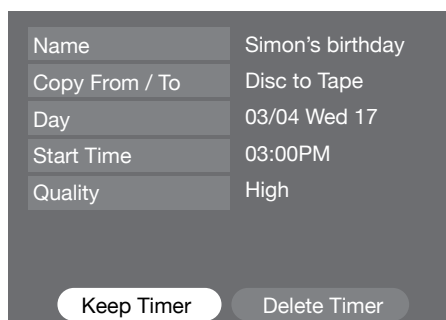 Name Simon's birthday
Copy From / To Disc to Tape
Day 03/04 Wed 17
Start Time 03:00PM
Quality High
Keep Timer Delete Timer